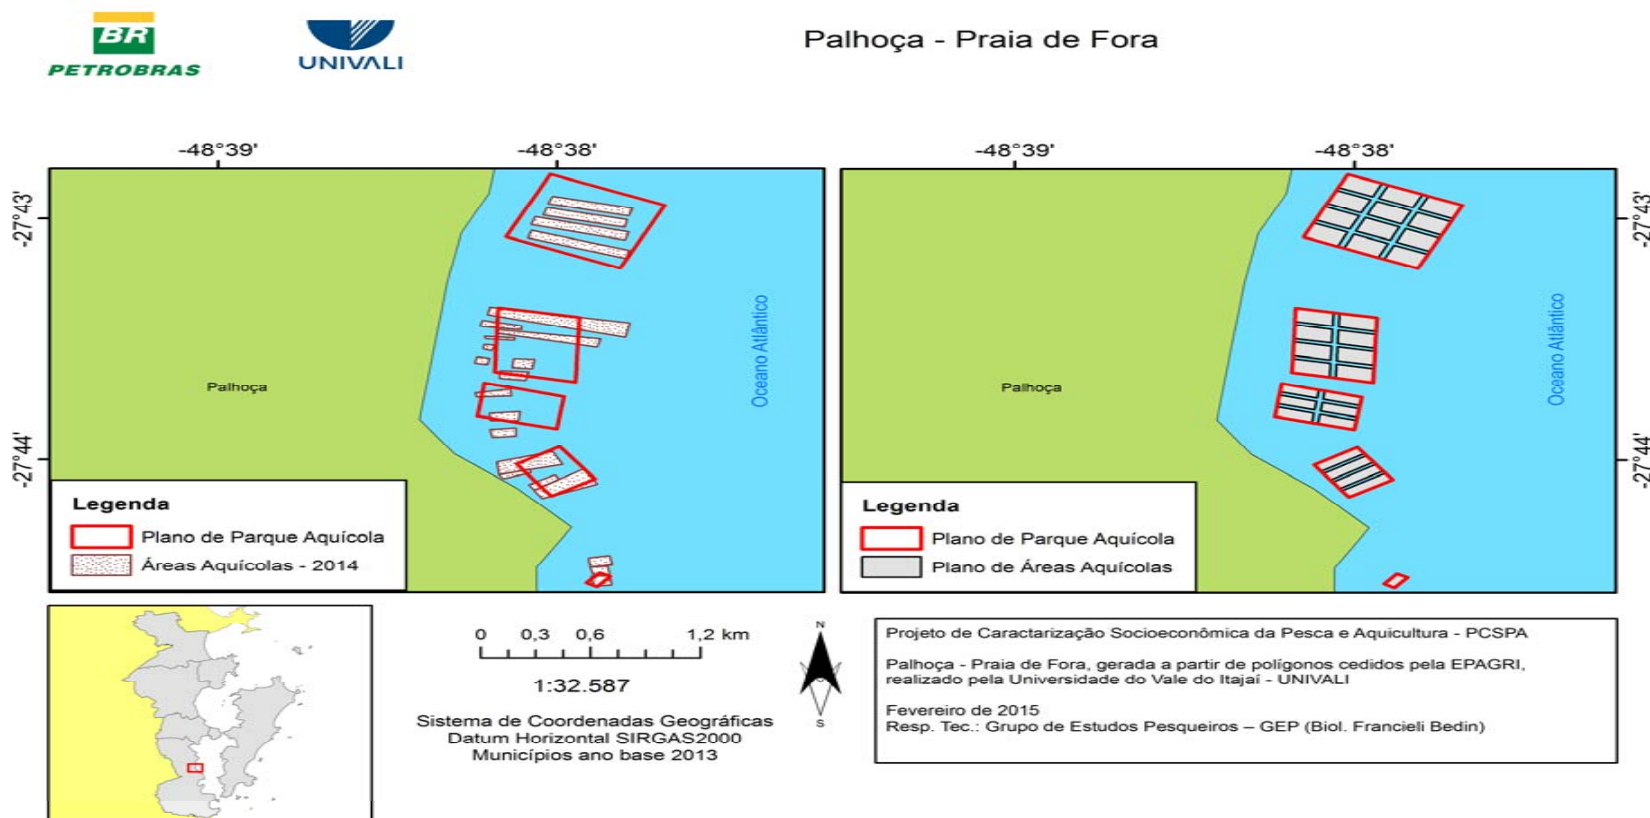 BR
PETROBRAS
UNIVALI
Palhoça - Praia de Fora
-48°39'
-48°38'
-48°39'
-48°38'
-27°43'
-27°44'
Palhoça
Oceano Atlântico
Legenda
Plano de Parque Aquícola
Áreas Aquícolas - 2014
Palhoça
Oceano Atlântico
-27°43'
-27°44'
Legenda
Plano de Parque Aquícola
Plano de Áreas Aquícolas
0 0,3 0,6 1,2 km
1:32.587
Sistema de Coordenadas Geográficas
Datum Horizontal SIRGAS2000
Municípios ano base 2013
N
S
Projeto de Caractarização Socioeconômica da Pesca e Aquicultura - PCSPA
Palhoça - Praia de Fora, gerada a partir de polígonos cedidos pela EPAGRI,
realizado pela Universidade do Vale do Itajaí - UNIVALI
Fevereiro de 2015
Resp. Tec.: Grupo de Estudos Pesqueiros – GEP (Biol. Francieli Bedin)